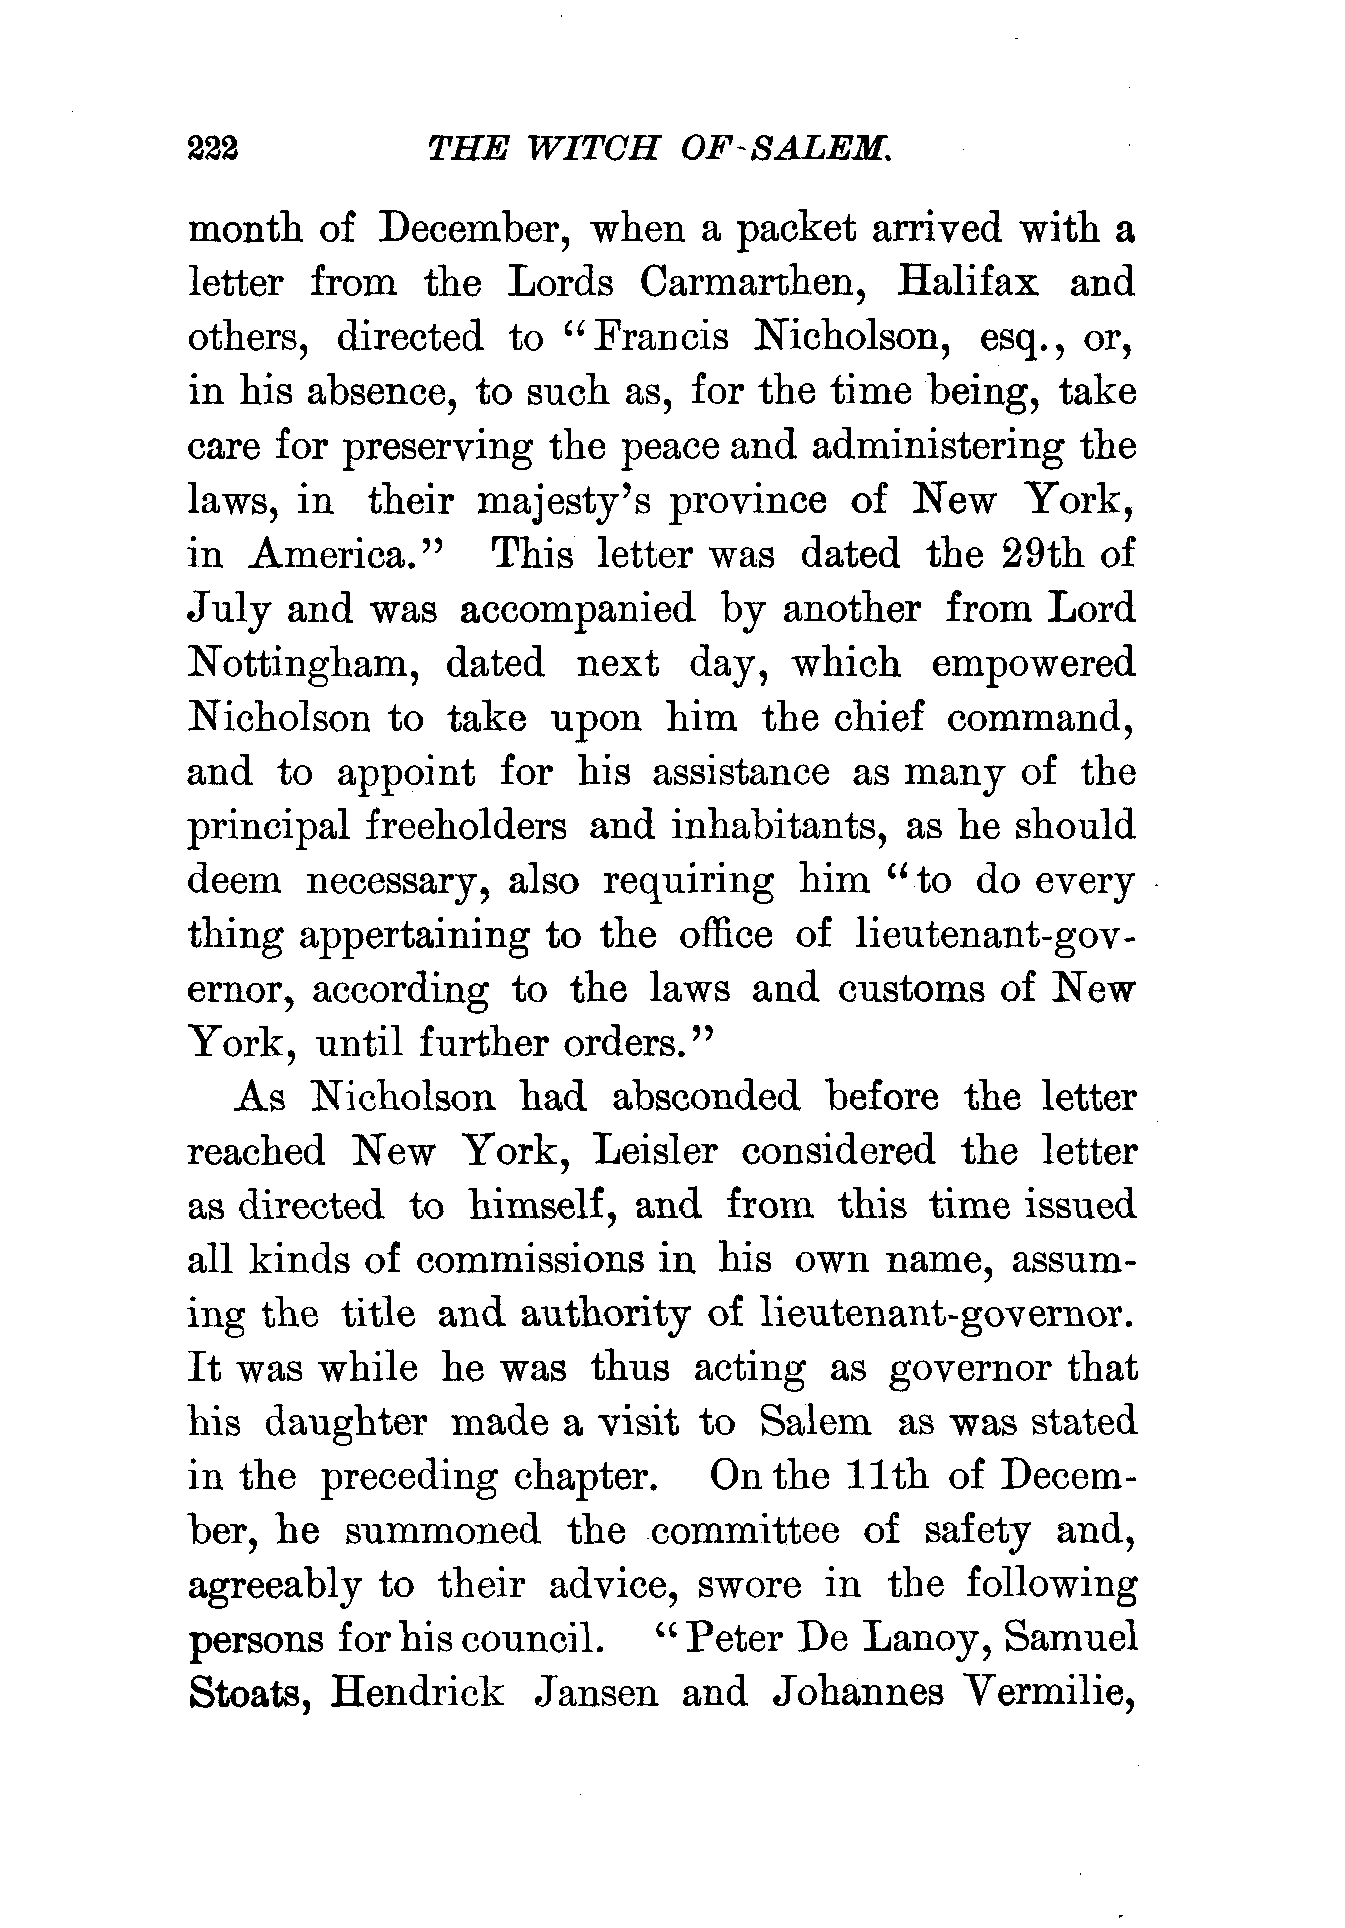 222 THE WITCH OF SALEM.
month of December, when a packet arrived with a
letter from the Lords Carmarthen, Halifax and
others, directed to “Francis Nicholson, esq., or,
in his absence, to such as, for the time being, take
care for preserving the peace and administering the
laws, in their majesty’s province of New York,
in America.” This letter was dated the 29th of
July and was accompanied by another from Lord
Nottingham, dated next day, which empowered
Nicholson to take upon him the chief command,
and to appoint for his assistance as many of the
principal freeholders and inhabitants, as he should
deem necessary, also requiring him “to do every
thing appertaining to the office of lieutenant-gov-
ernor, according to the laws and customs of New
York, until further orders.”
As Nicholson had absconded before the letter
reached New York, Leisler considered the letter
as directed to himself, and from this time issued
all kinds of commissions in his own name, assum-
ing the title and authority of lieutenant-governor.
It was while he was thus acting as governor that
his daughter made a visit to Salem as was stated
in the preceding chapter. On the 11th of Decem-
ber, he summoned the committee of safety and,
agreeably to their advice, swore in the following
persons for his council. “Peter De Lanoy, Samuel
Stoats, Hendrick Jansen and Johannes Vermilie,